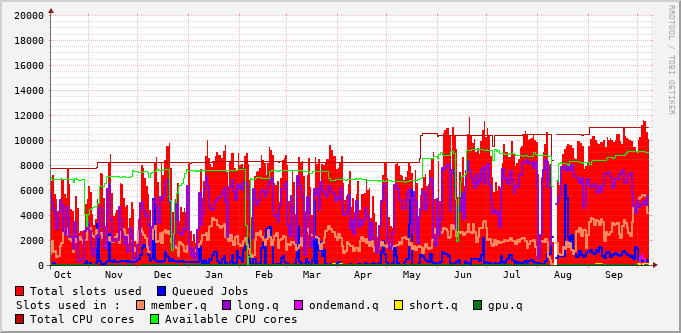 20000
18000
16000
14000
12000
10000
8000
6000
4000
2000
0
Oct Nov Dec Jan Feb Mar Apr May Jun Jul Aug Sep
Total slots used Queued Jobs
Slots used in : member.q long.q ondemand.q short.q gpu.q
Total CPU cores Available CPU cores
RRDTOOL / TOBI OETIKER